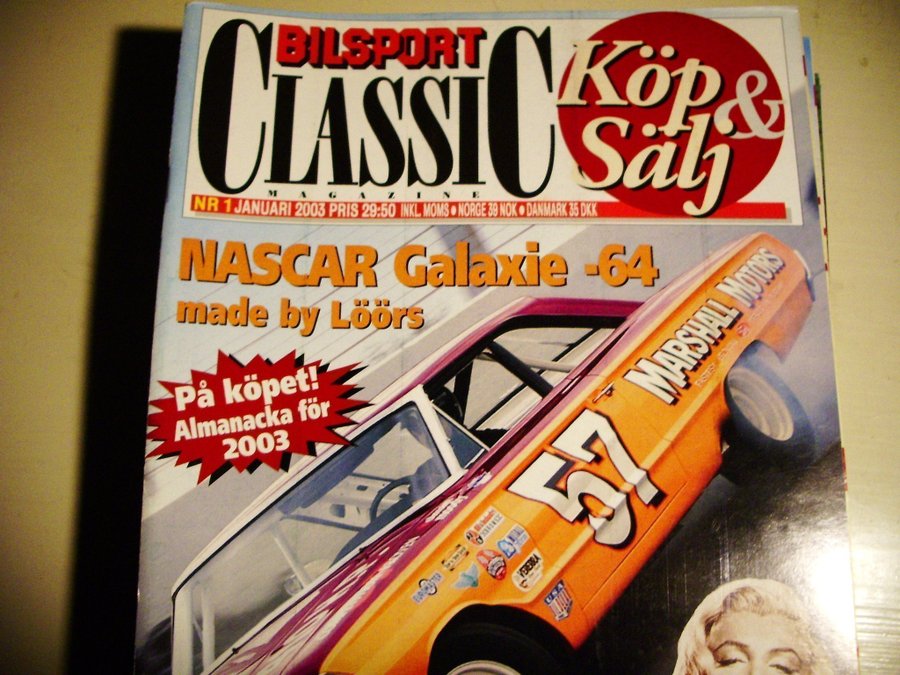 BILSPORT
CLASSIC
MAGAZINE
Köp
&
Sälj
NR 1 JANUARI 2003 PRIS 29:50 INKL. MOMS • NORGE 39 NOK • DANMARK 35 DKK
NASCAR Galaxie -64
made by Löörs
På köpet!
Almanacka för
2003
MARSHALL MOTORS
57